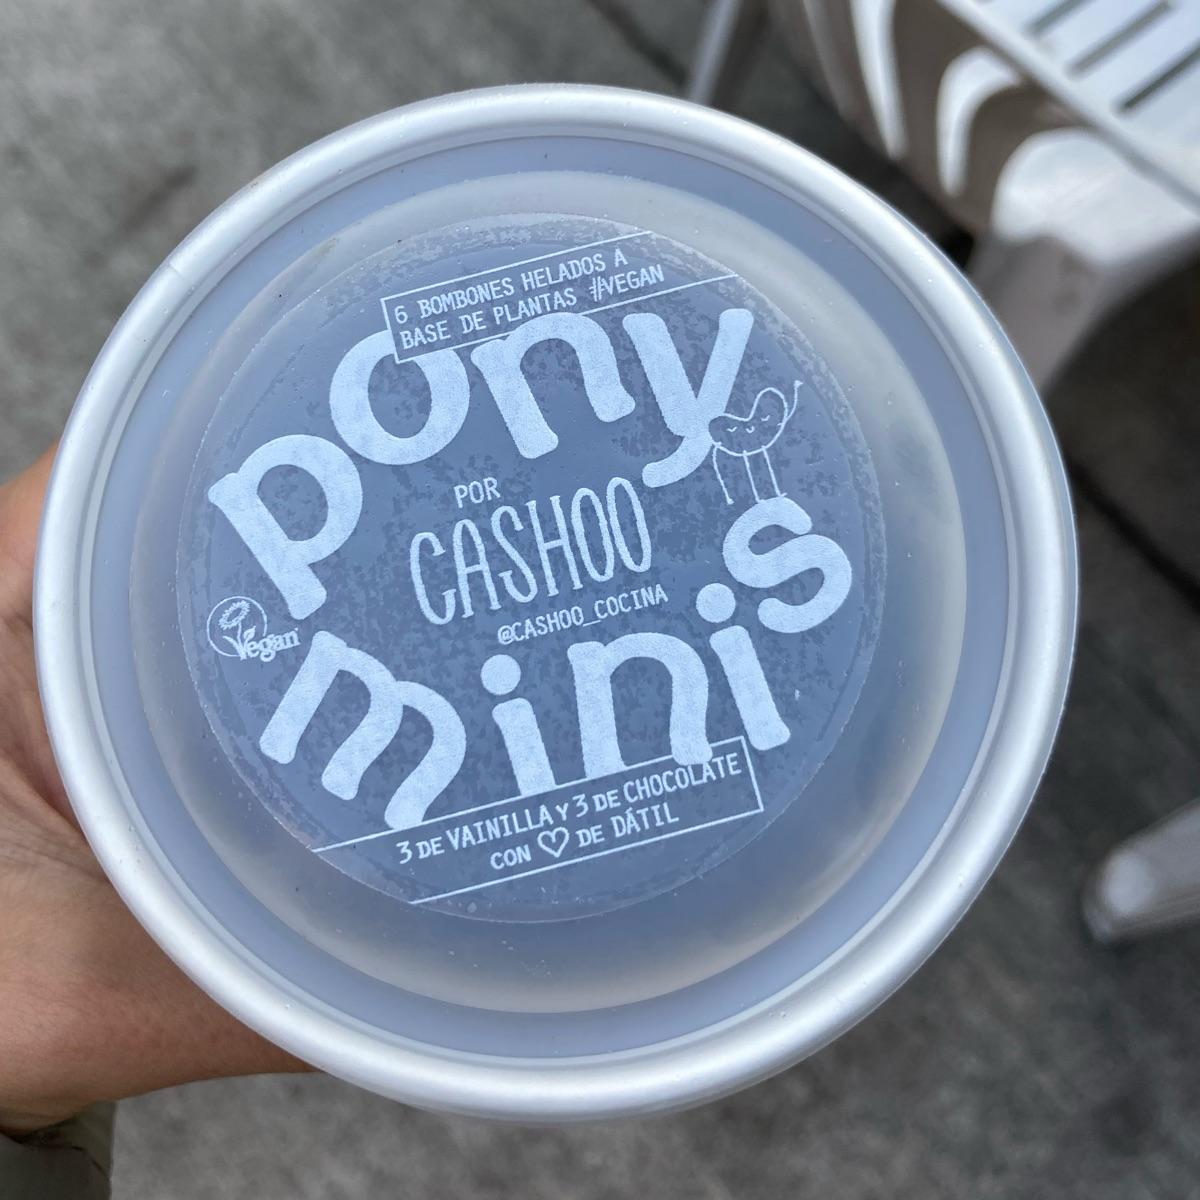 6 BOMBONES HELADOS A
BASE DE PLANTAS #VEGAN
pony
POR
CASHOO
@CASHOO_COCINA
Vegan
minis
3 DE VAINILLA Y 3 DE CHOCOLATE
CON ♡ DE DÁTIL